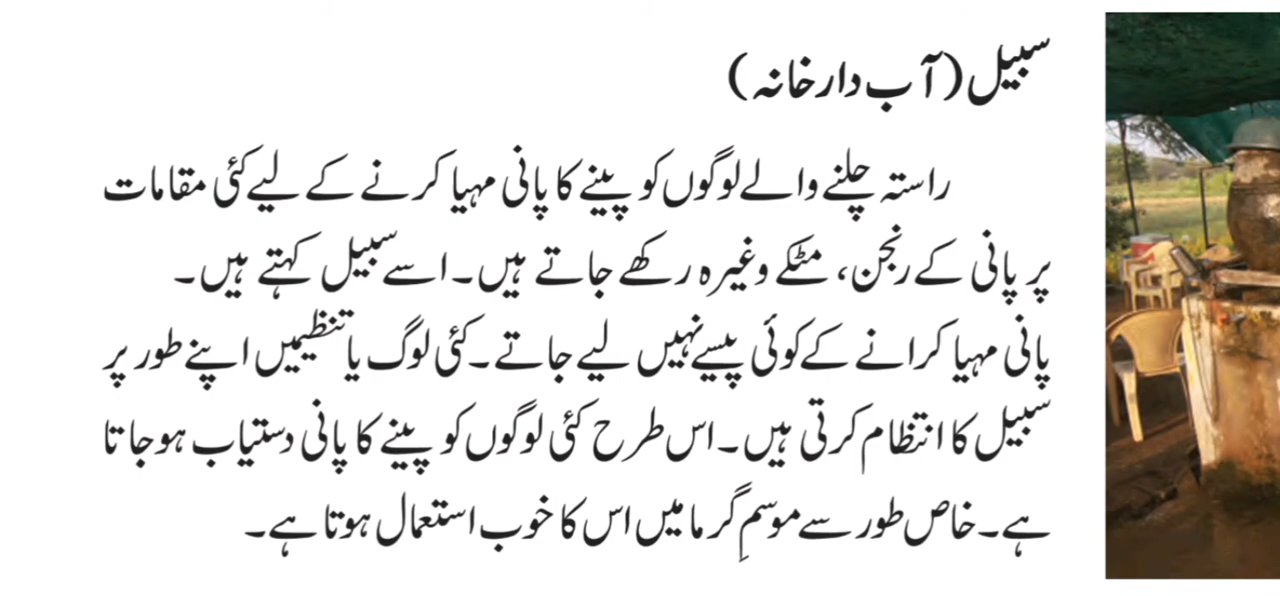 سبیل (آب دار خانہ)
راستہ چلنے والے لوگوں کو پینے کا پانی مہیا کرنے کے لیے کئی مقامات
پر پانی کے رنجن، مٹکے وغیرہ رکھے جاتے ہیں۔ اسے سبیل کہتے ہیں۔
پانی مہیا کرانے کے کوئی پیسے نہیں لیے جاتے۔ کئی لوگ یا تنظیمیں اپنے طور پر
سبیل کا انتظام کرتی ہیں۔ اس طرح کئی لوگوں کو پینے کا پانی دستیاب ہو جاتا
ہے۔ خاص طور سے موسمِ گرما میں اس کا خوب استعمال ہوتا ہے۔